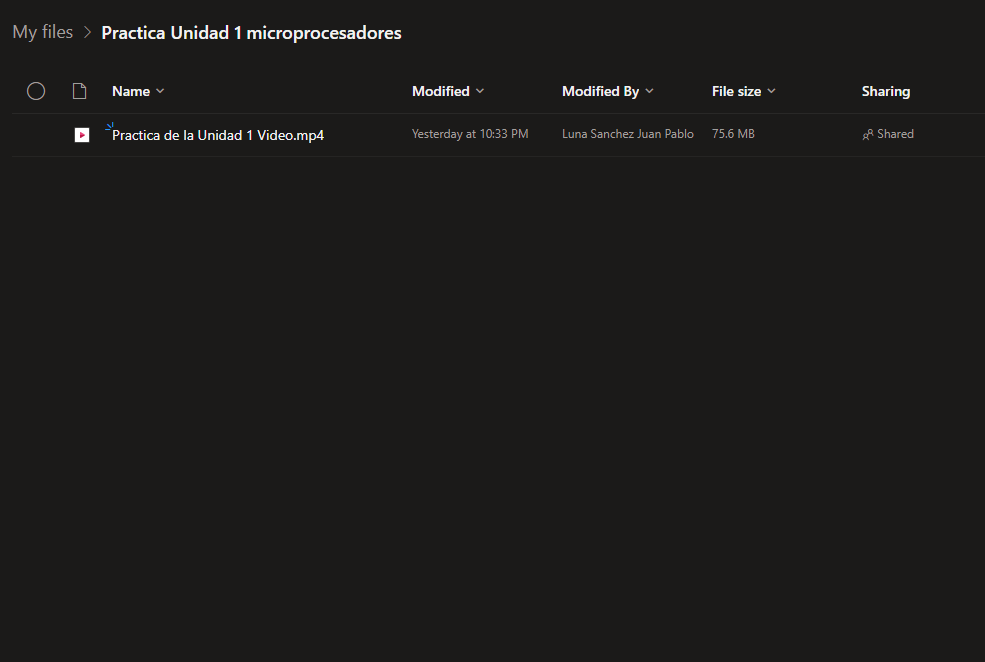 My files > Practica Unidad 1 microprocesadores
Name Modified Modified By File size Sharing
Practica de la Unidad 1 Video.mp4 Yesterday at 10:33 PM Luna Sanchez Juan Pablo 75.6 MB Shared